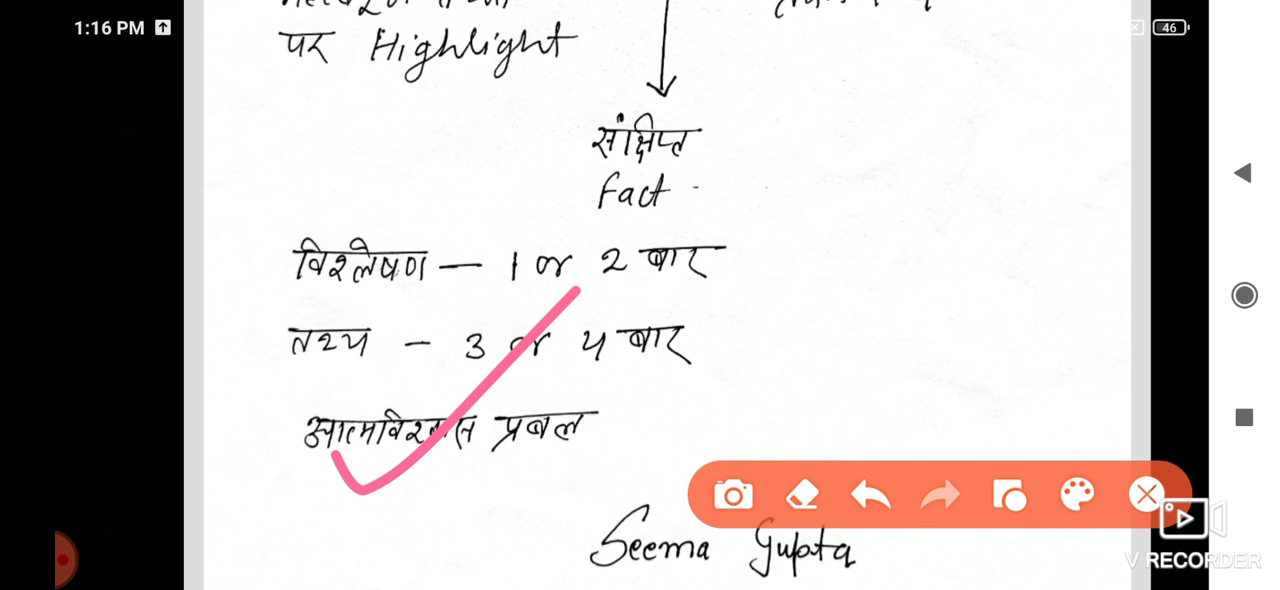 1:16 PM
46
पर Highlight
संक्षिप्त
Fact
विश्लेषण — 1 or 2 बार
तथ्य – 3 or 4 बार
आत्मविश्वास प्रबल
Seema Gupta
V RECORDER